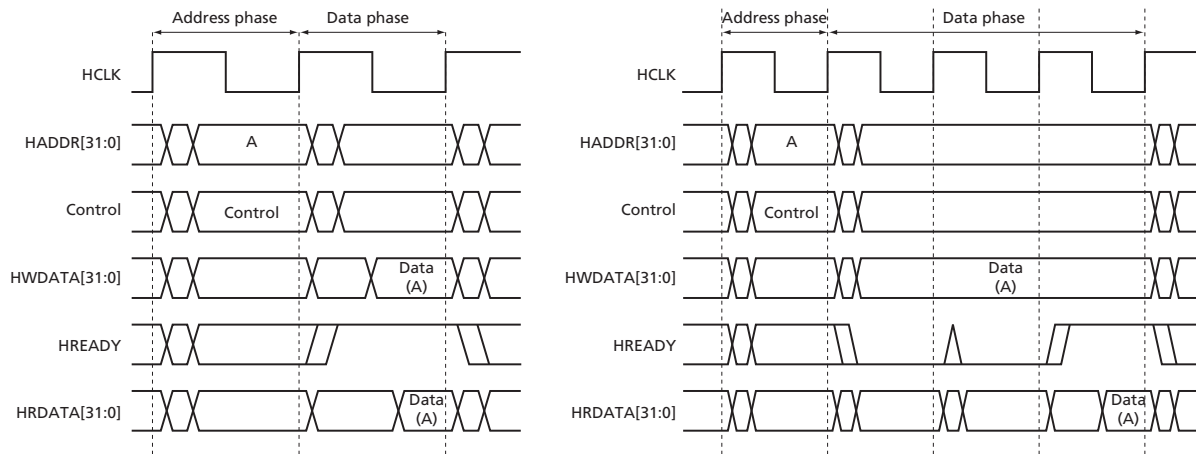 Address phase
Data phase
HCLK
HADDR[31:0]
A
Control
Control
HWDATA[31:0]
Data
(A)
HREADY
HRDATA[31:0]
Data
(A)
Address phase
Data phase
HCLK
HADDR[31:0]
A
Control
Control
HWDATA[31:0]
Data
(A)
HREADY
HRDATA[31:0]
Data
(A)